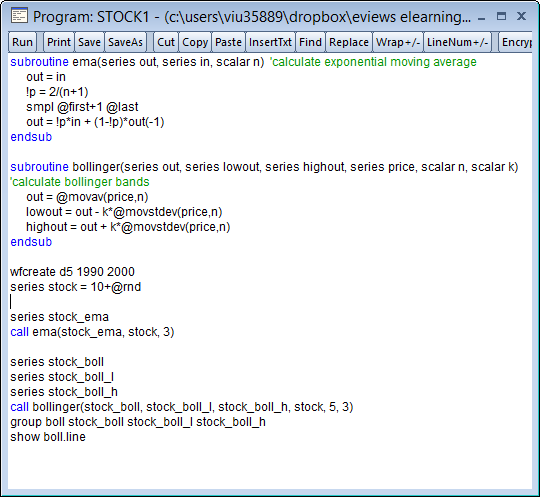 Program: STOCK1 - (c:\users\viu35889\dropbox\eviews elearning...
Run Print Save SaveAs Cut Copy Paste InsertTxt Find Replace Wrap+/- LineNum+/- Encryp
subroutine ema(series out, series in, scalar n) 'calculate exponential moving average
out = in
!p = 2/(n+1)
smpl @first+1 @last
out = !p*in + (1-!p)*out(-1)
endsub
subroutine bollinger(series out, series lowout, series highout, series price, scalar n, scalar k)
'calculate bollinger bands
out = @movav(price,n)
lowout = out - k*@movstdev(price,n)
highout = out + k*@movstdev(price,n)
endsub
wfcreate d5 1990 2000
series stock = 10+@rnd
series stock_ema
call ema(stock_ema, stock, 3)
series stock_boll
series stock_boll_l
series stock_boll_h
call bollinger(stock_boll, stock_boll_l, stock_boll_h, stock, 5, 3)
group boll stock_boll stock_boll_l stock_boll_h
show boll.line